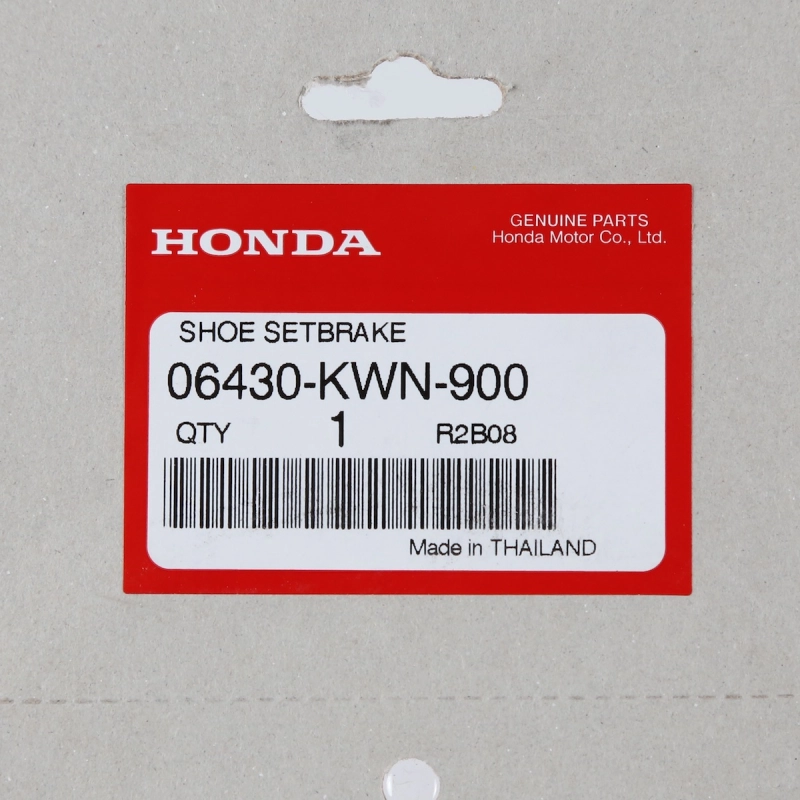 HONDA
GENUINE PARTS
Honda Motor Co., Ltd.
SHOE SETBRAKE
06430-KWN-900
QTY 1 R2B08
Made in THAILAND